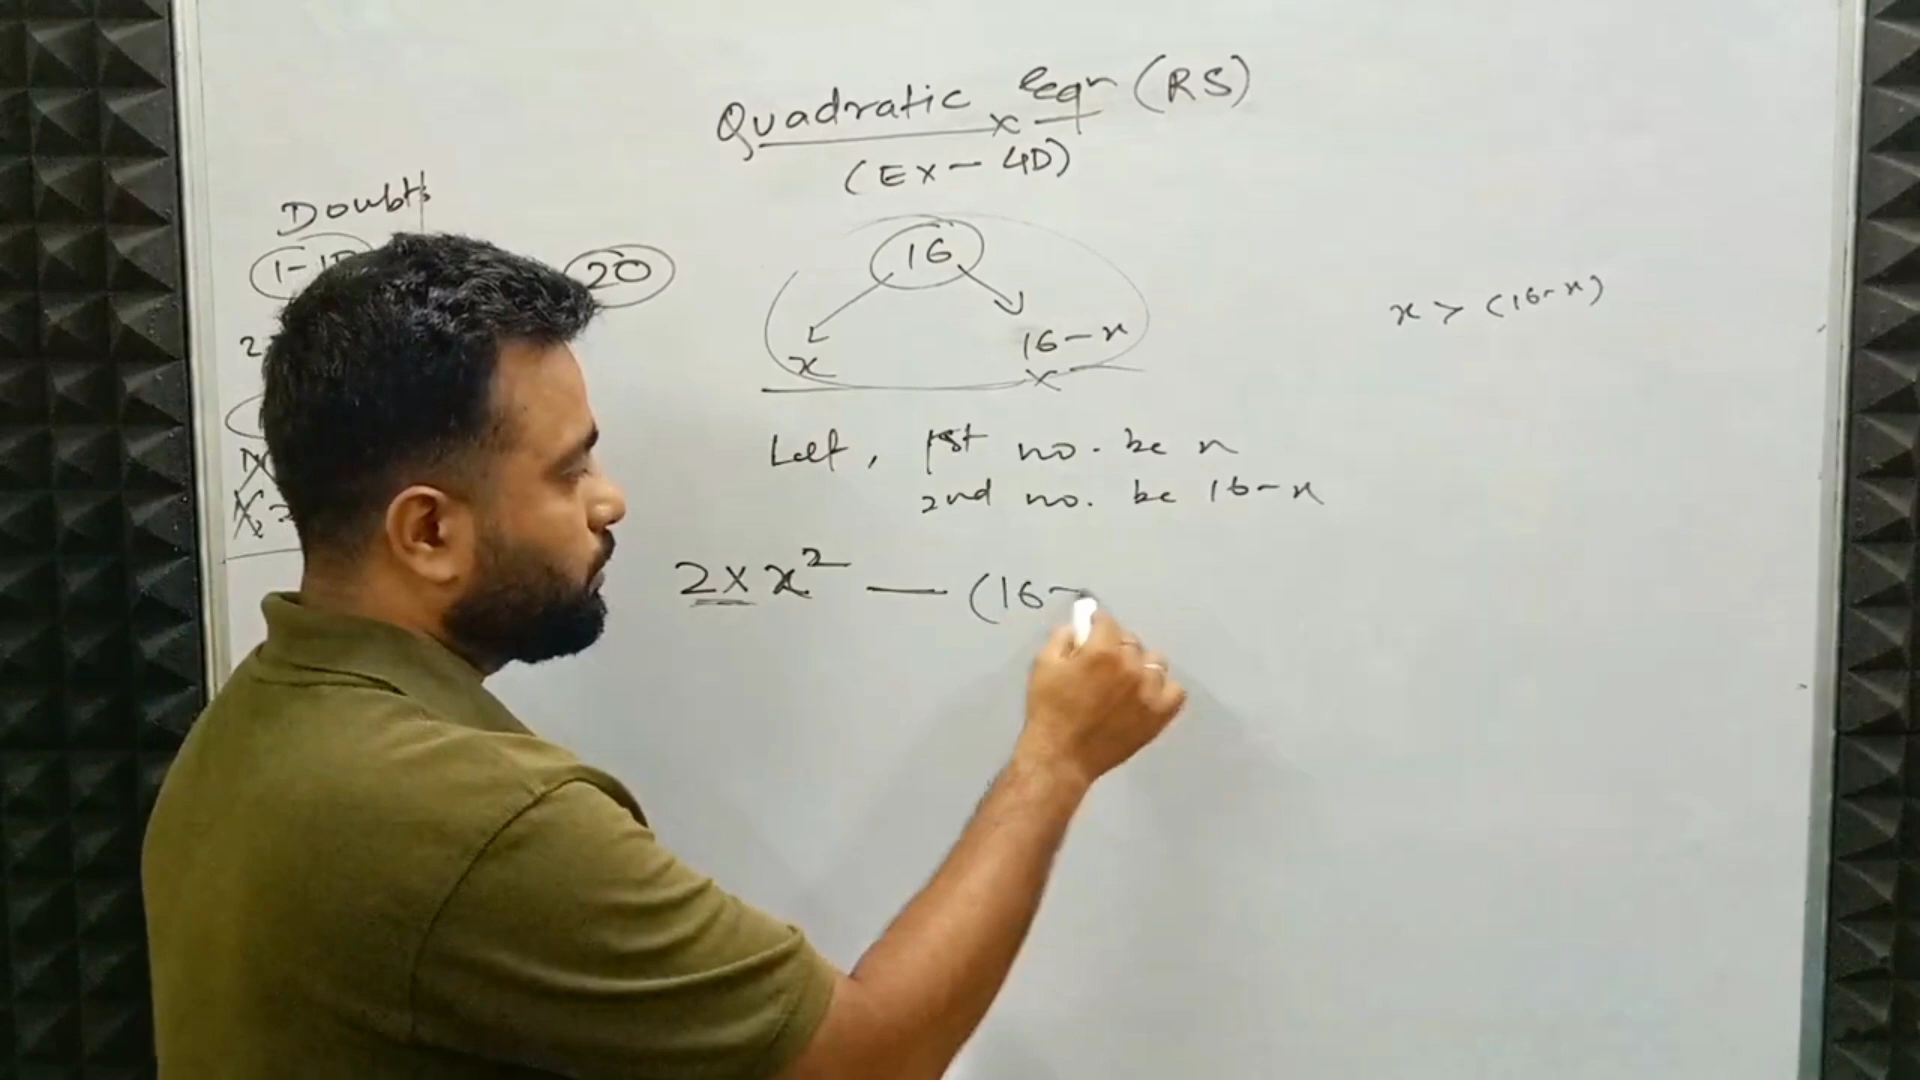 Quadratic eqn (RS)
(Ex - 4D)
Doubts
20
16
x 16-x
x > (16-x)
Let, 1st no. be x
2nd no. be 16-x
2 × x² — (16-